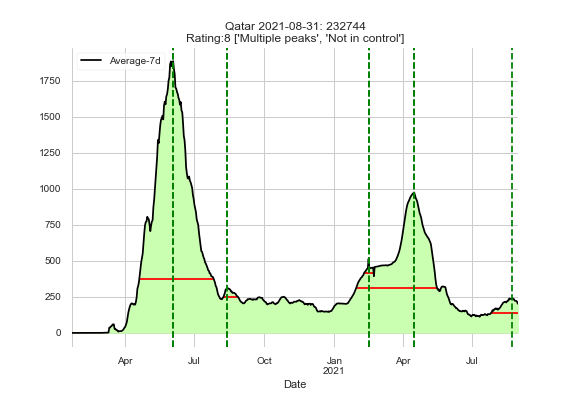 Qatar 2021-08-31: 232744
Rating:8 ['Multiple peaks', 'Not in control']
Average-7d
1750
1500
1250
1000
750
500
250
0
Apr
Jul
Oct
Jan
2021
Apr
Jul
Date